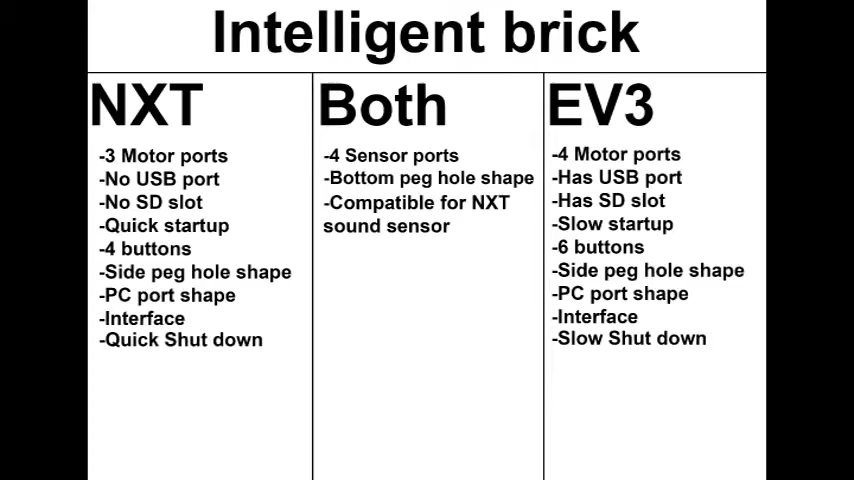 Intelligent brick
NXT
-3 Motor ports
-No USB port
-No SD slot
-Quick startup
-4 buttons
-Side peg hole shape
-PC port shape
-Interface
-Quick Shut down
Both
-4 Sensor ports
-Bottom peg hole shape
-Compatible for NXT
sound sensor
EV3
-4 Motor ports
-Has USB port
-Has SD slot
-Slow startup
-6 buttons
-Side peg hole shape
-PC port shape
-Interface
-Slow Shut down